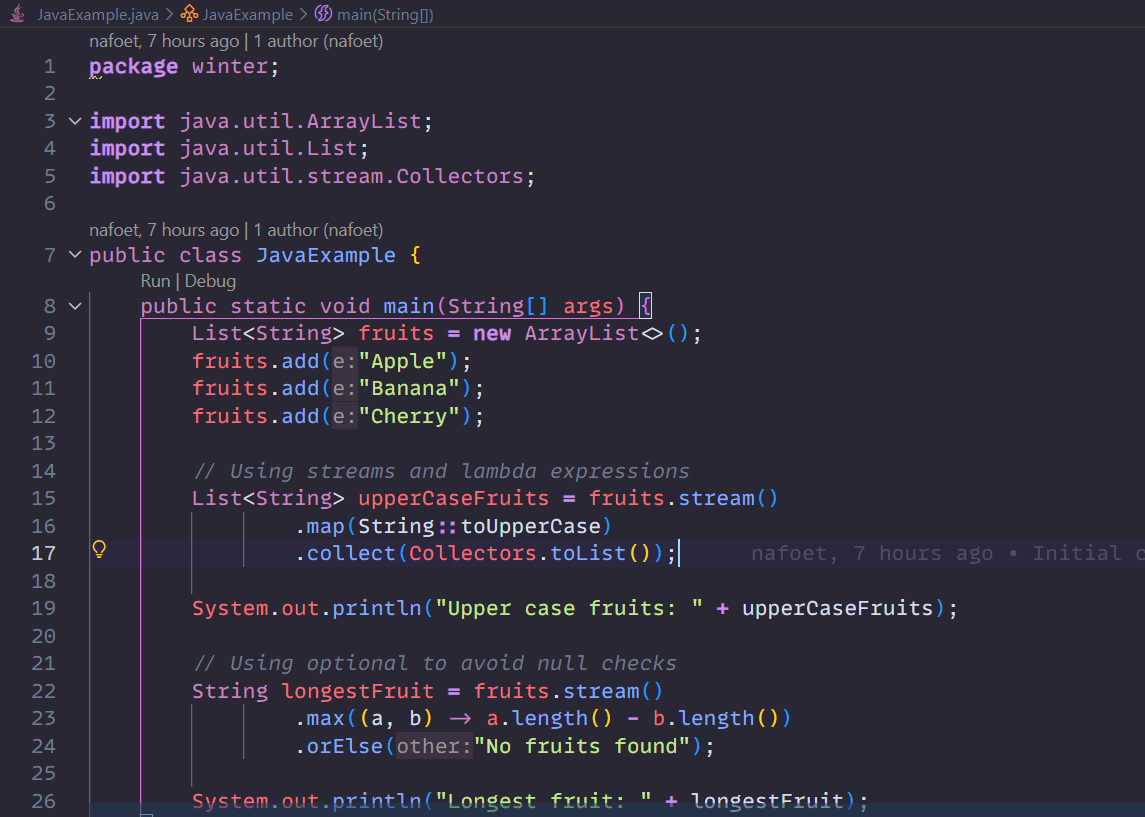 JavaExample.java > JavaExample > main(String[])
nafoet, 7 hours ago | 1 author (nafoet)
1 package winter;
2
3 import java.util.ArrayList;
4 import java.util.List;
5 import java.util.stream.Collectors;
6
nafoet, 7 hours ago | 1 author (nafoet)
7 public class JavaExample {
Run | Debug
8 public static void main(String[] args) {
9 List<String> fruits = new ArrayList<>();
10 fruits.add(e:"Apple");
11 fruits.add(e:"Banana");
12 fruits.add(e:"Cherry");
13
14 // Using streams and lambda expressions
15 List<String> upperCaseFruits = fruits.stream()
16 .map(String::toUpperCase)
17 .collect(Collectors.toList()); nafoet, 7 hours ago • Initial c
18
19 System.out.println("Upper case fruits: " + upperCaseFruits);
20
21 // Using optional to avoid null checks
22 String longestFruit = fruits.stream()
23 .max((a, b) -> a.length() - b.length())
24 .orElse(other:"No fruits found");
25
26 System.out.println("Longest fruit: " + longestFruit);